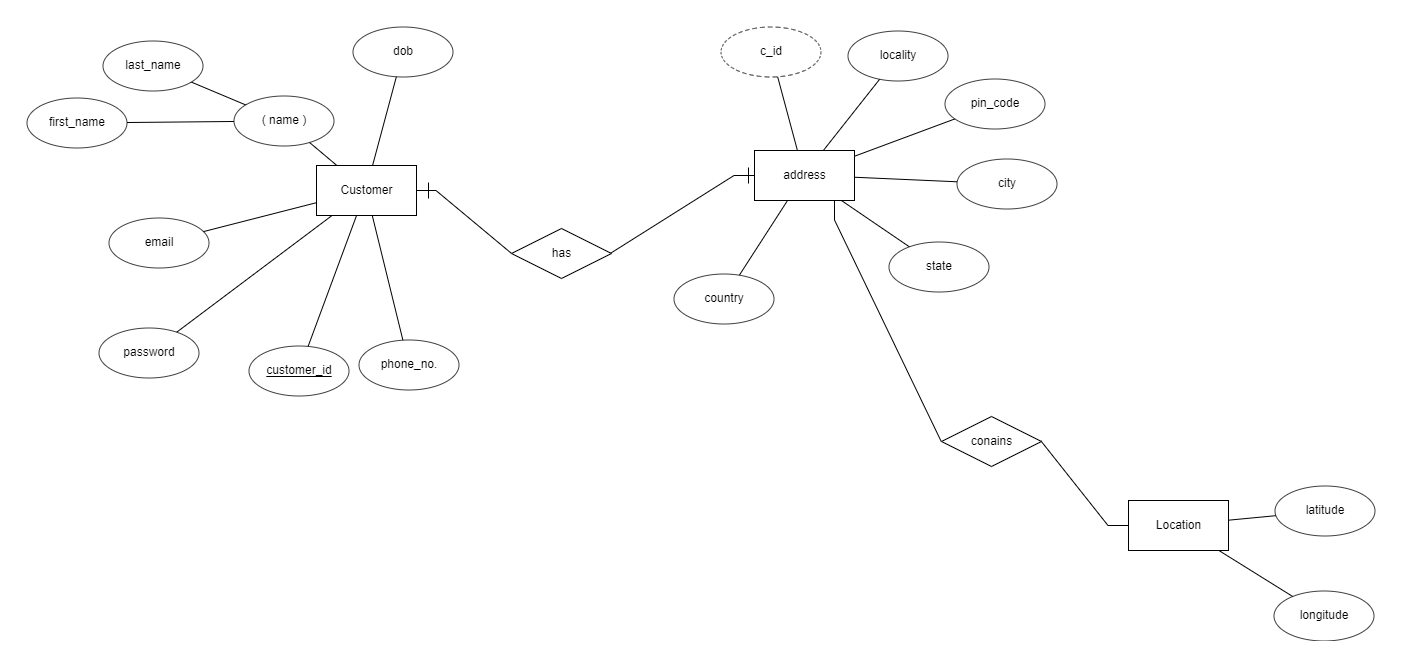 dob
c_id
locality
last_name
pin_code
first_name
( name )
address
city
Customer
email
has
state
country
password
customer_id
phone_no.
conains
latitude
Location
longitude